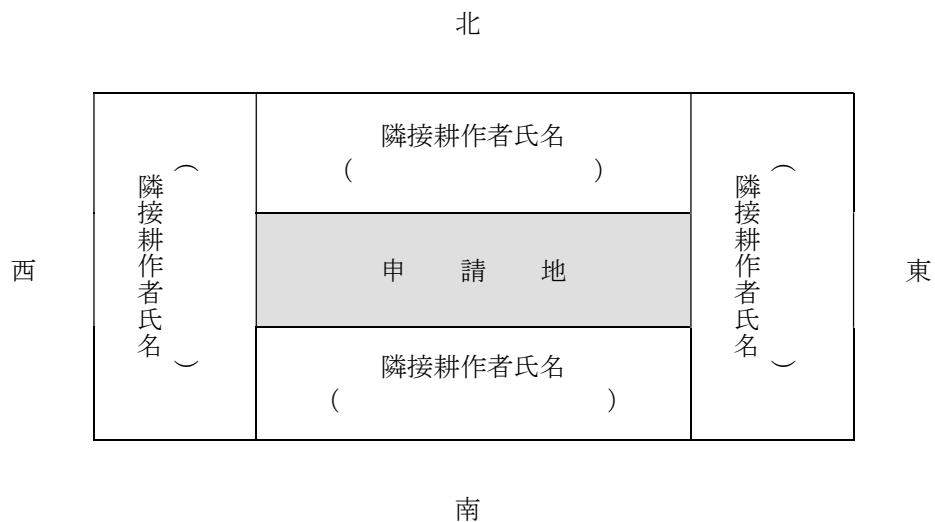 北
隣接耕作者氏名
(　　　　　　　　　)
隣接耕作者氏名
(　　　　　　　　　)
西
申　請　地
隣接耕作者氏名
(　　　　　　　　　)
東
隣接耕作者氏名
(　　　　　　　　　)
南